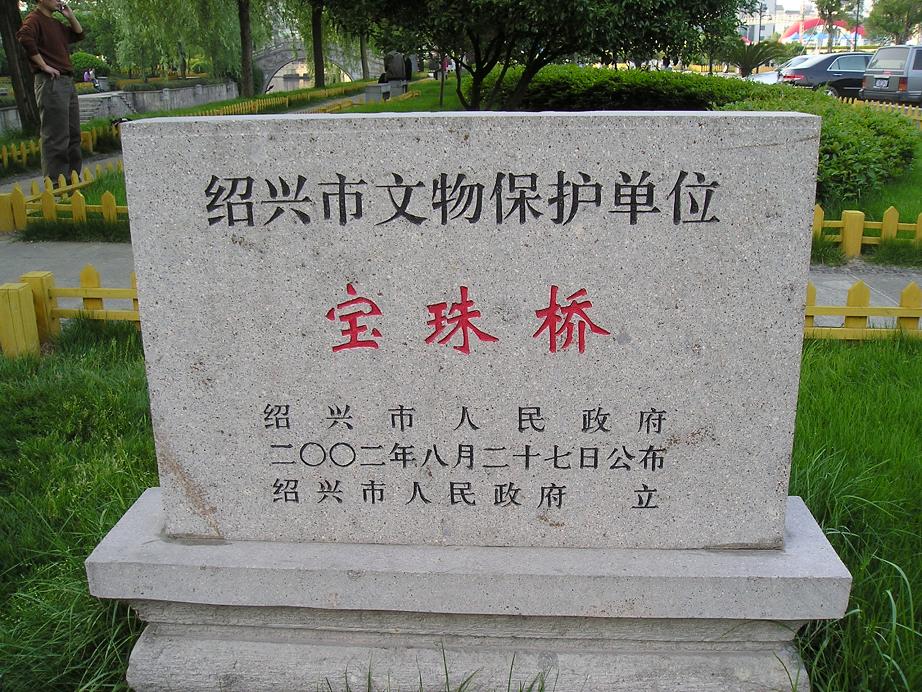 绍兴市文物保护单位
宝珠桥
绍兴市人民政府
二〇〇二年八月二十七日公布
绍兴市人民政府 立